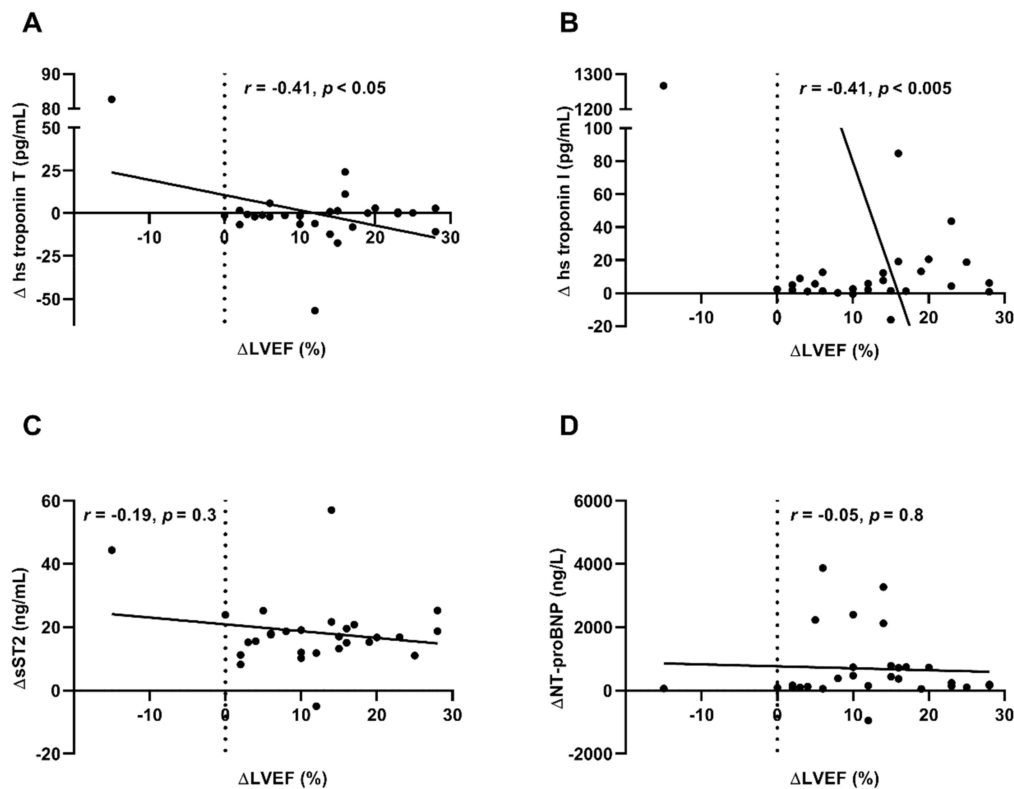 A
r = -0.41, p < 0.05
Δ hs troponin T (pg/mL)
90
80
50
25
0
-25
-50
-10
0
10
20
30
ΔLVEF (%)
B
r = -0.41, p < 0.005
Δ hs troponin I (pg/mL)
1300
1200
100
80
60
40
20
0
-20
-10
0
10
20
30
ΔLVEF (%)
C
r = -0.19, p = 0.3
ΔsST2 (ng/mL)
60
40
20
0
-20
-10
0
10
20
30
ΔLVEF (%)
D
r = -0.05, p = 0.8
ΔNT-proBNP (ng/L)
6000
4000
2000
0
-2000
-10
0
10
20
30
ΔLVEF (%)